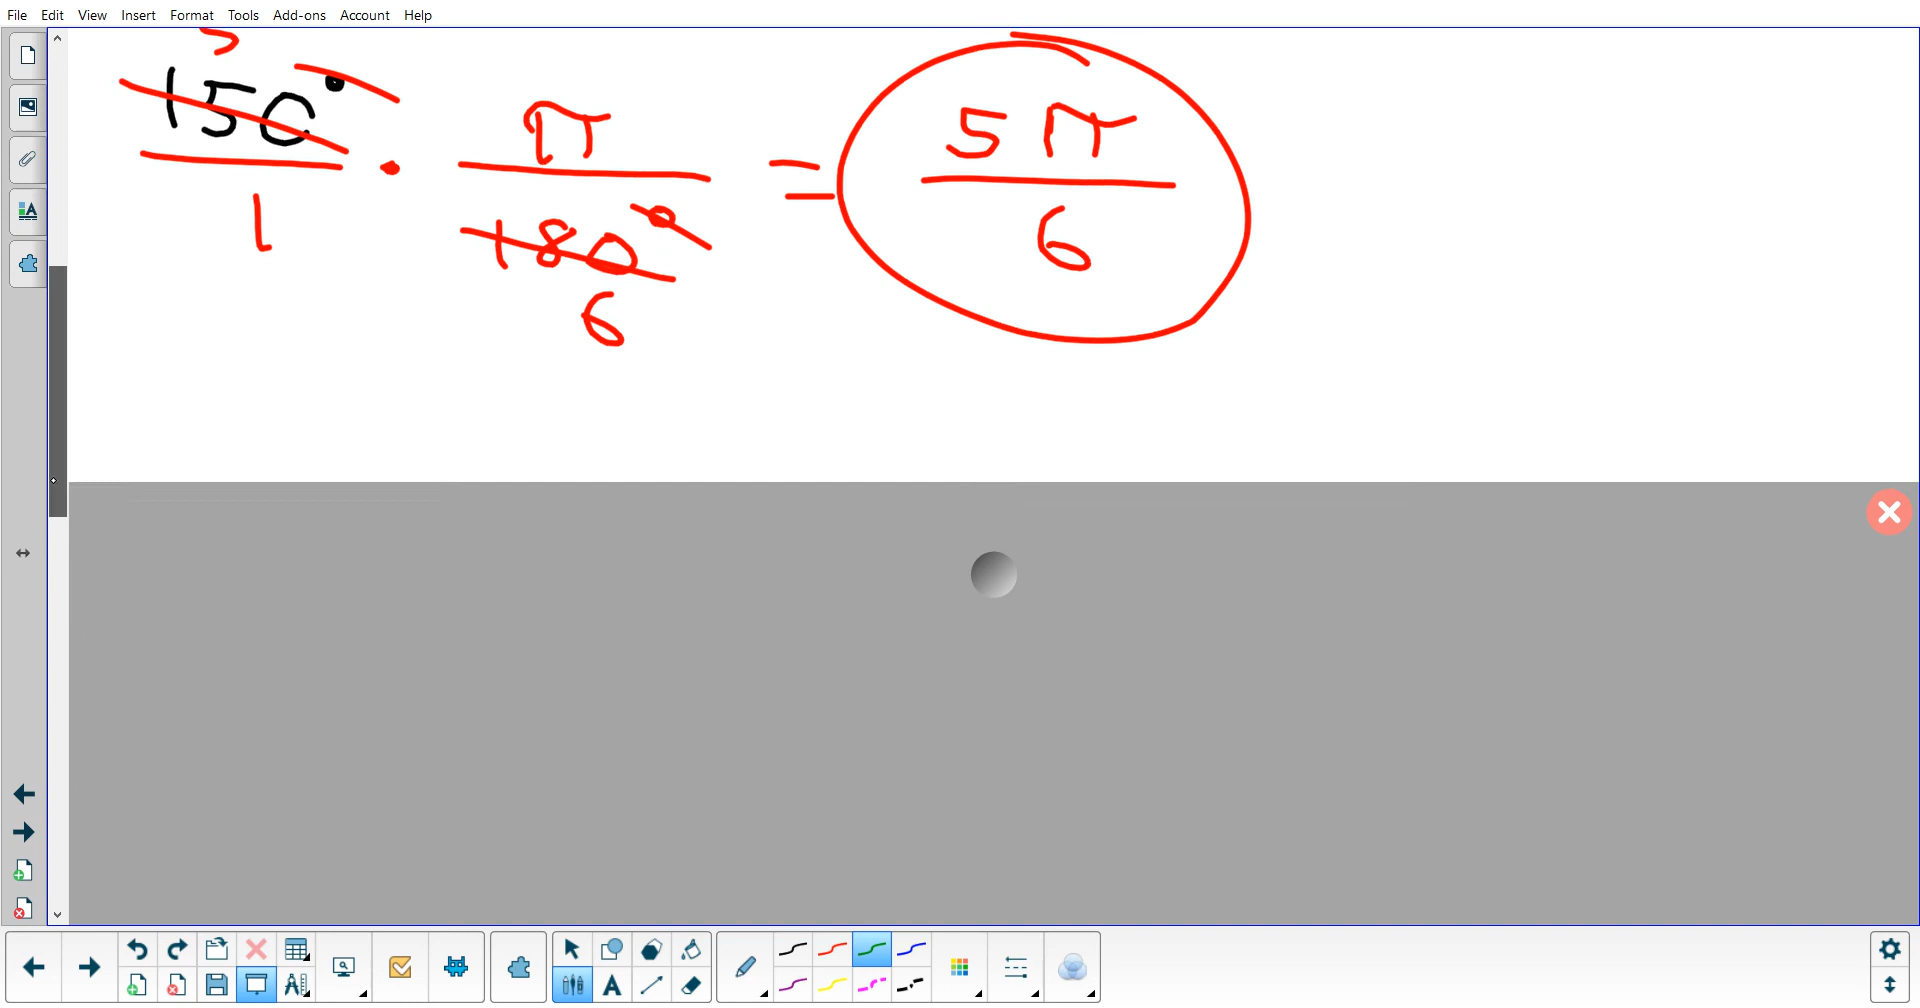 File Edit View Insert Format Tools Add-ons Account Help
5
150° π 5π
1 180° 6
6
· =
A
A